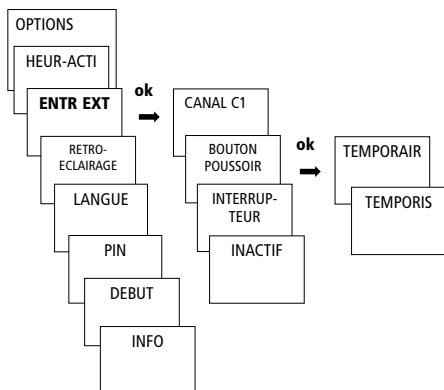 OPTIONS
HEUR-ACTI
ENTR EXT
RETRO-
ECLAIRAGE
LANGUE
PIN
DEBUT
INFO
ok
CANAL C1
BOUTON
POUSSOIR
INTERRUP-
TEUR
INACTIF
ok
TEMPORAIR
TEMPORIS